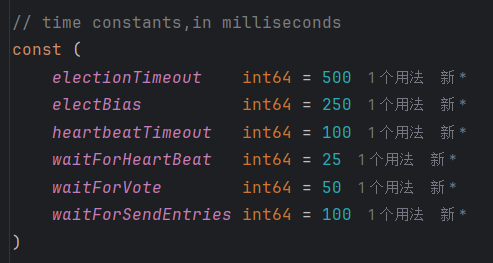 // time constants,in milliseconds
const (
electionTimeout int64 = 500 1个用法 新 *
electBias int64 = 250 1个用法 新 *
heartbeatTimeout int64 = 100 1个用法 新 *
waitForHeartBeat int64 = 25 1个用法 新 *
waitForVote int64 = 50 1个用法 新 *
waitForSendEntries int64 = 100 1个用法 新 *
)